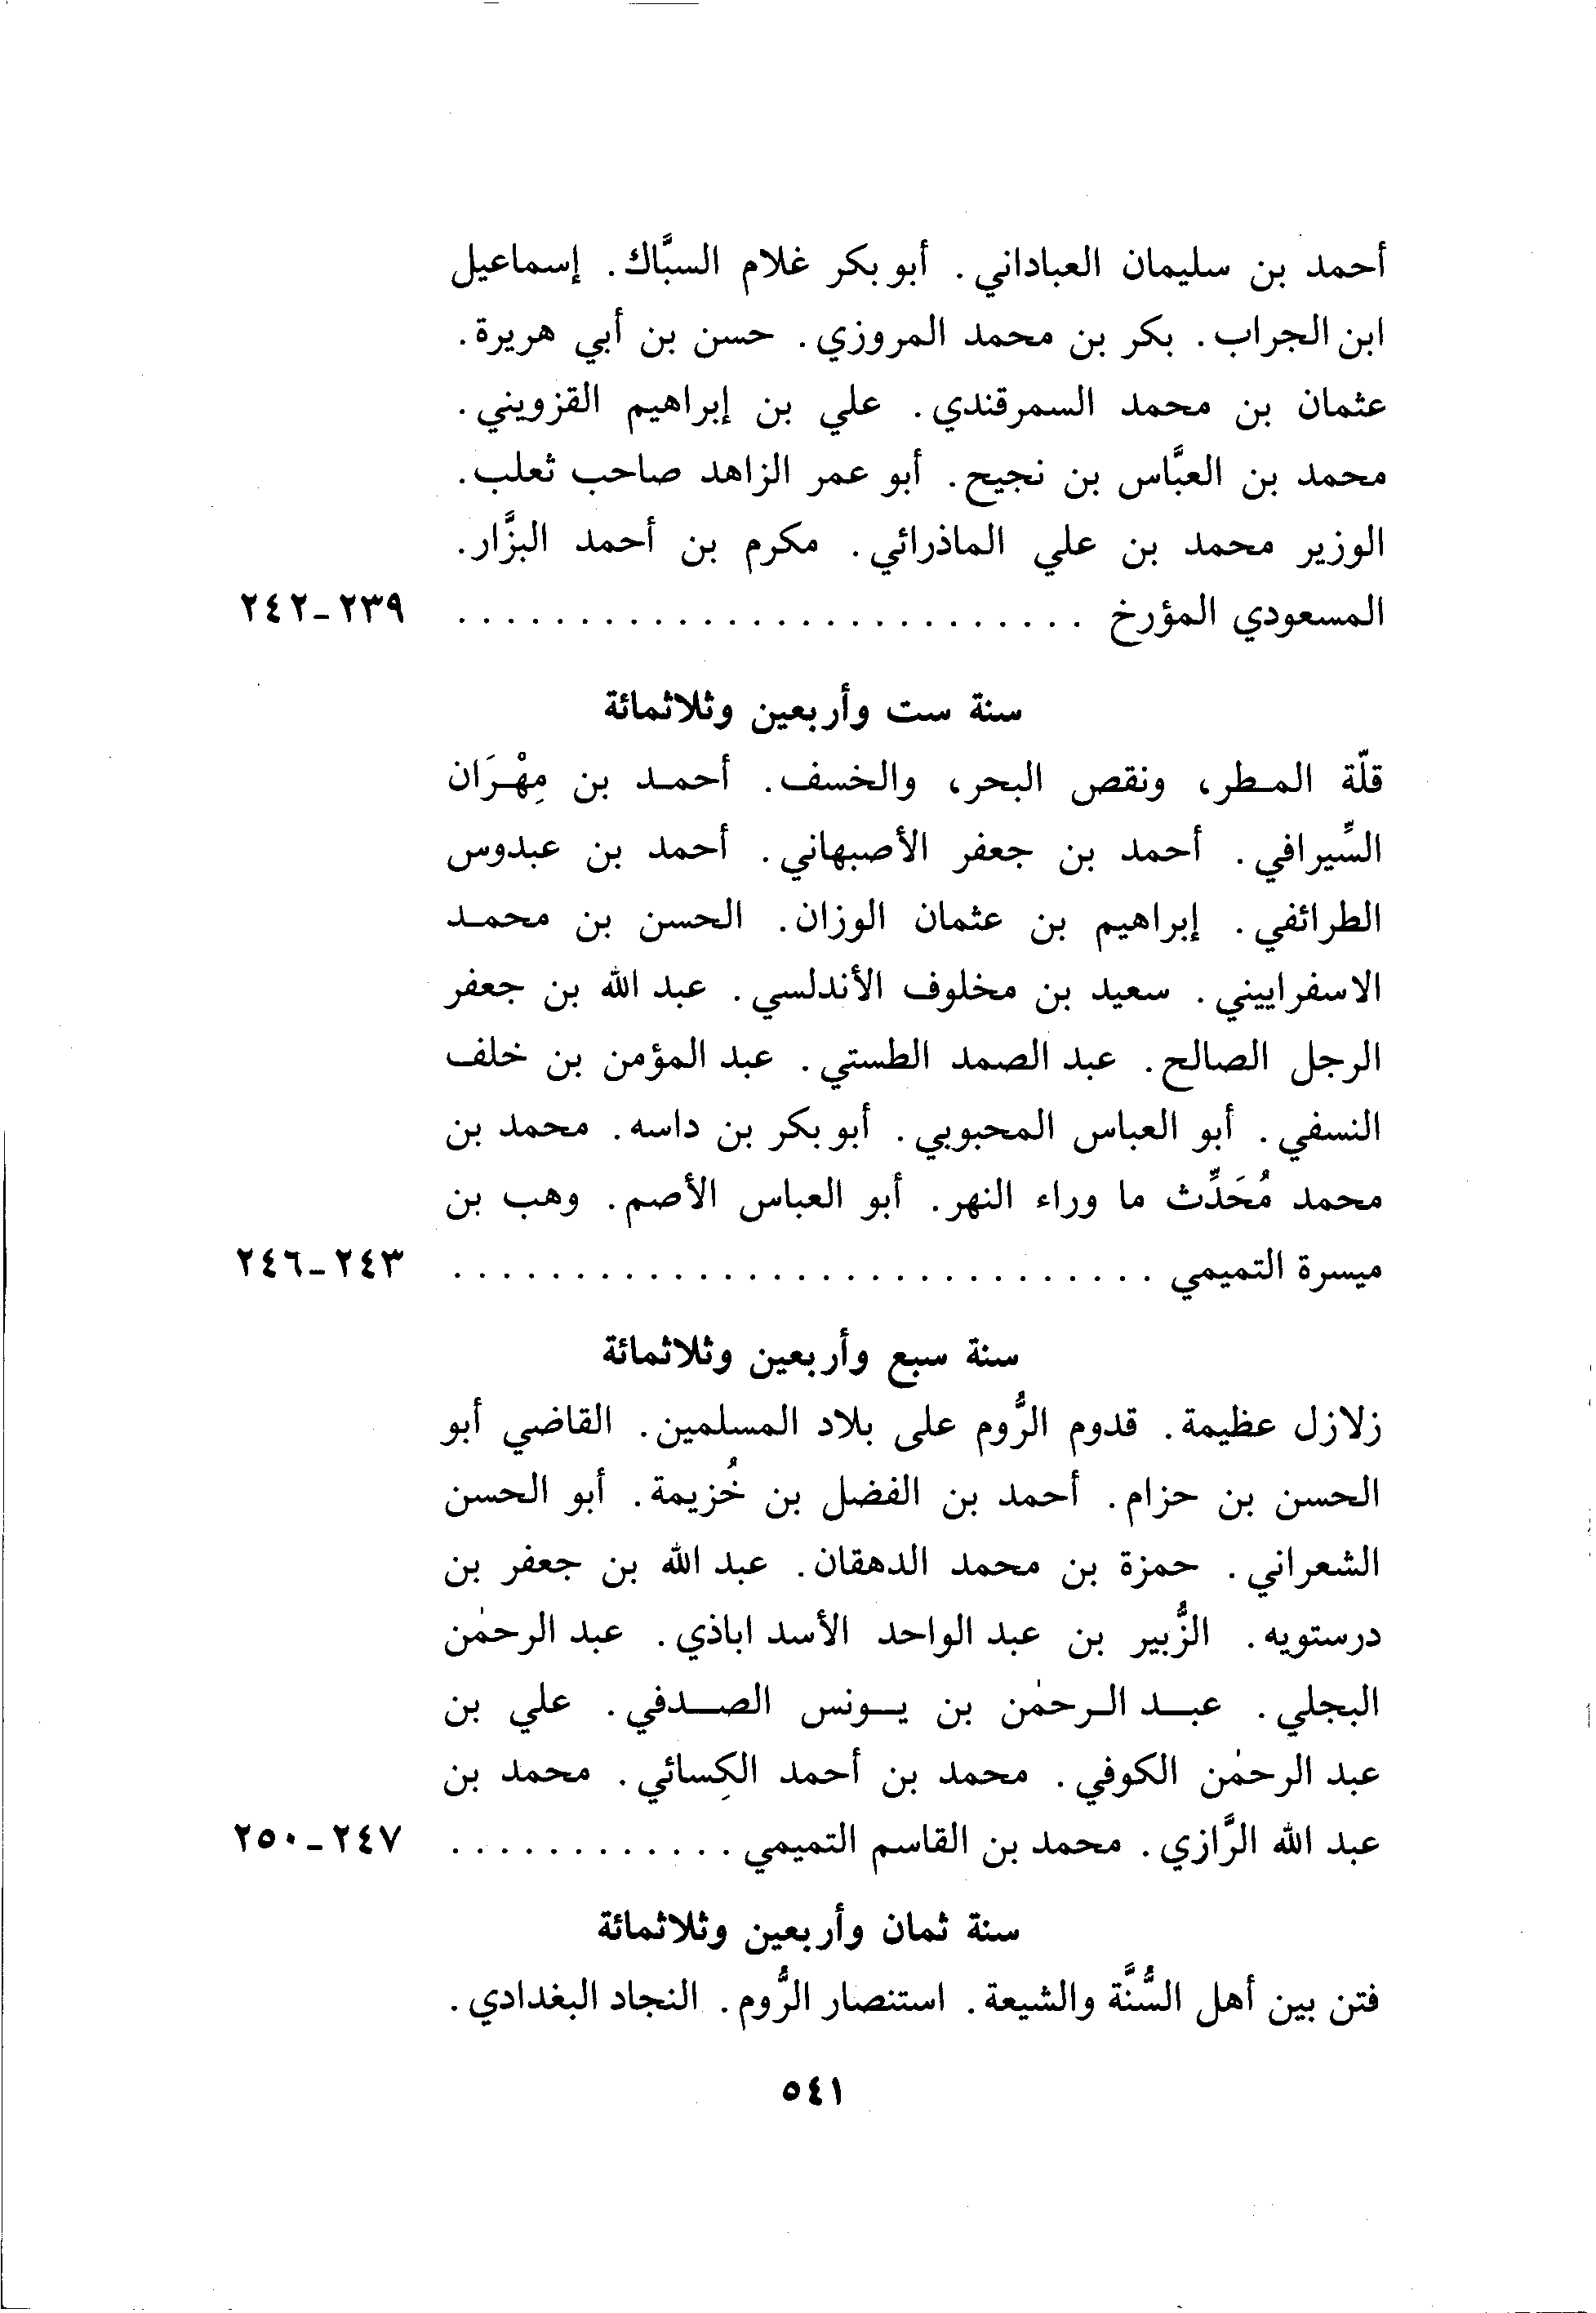 أحمد بن سليمان العباداني. أبو بكر غلام السبَّاك. إسماعيل
ابن الجراب. بكر بن محمد المروزي. حسن بن أبي هريرة.
عثمان بن محمد السمرقندي. علي بن إبراهيم القزويني.
محمد بن العبَّاس بن نجيح. أبو عمر الزاهد صاحب ثعلب.
الوزير محمد بن علي الماذرائي. مكرم بن أحمد البزَّار.
المسعودي المؤرخ .......................... ٢٣٩-٢٤٢
سنة ست وأربعين وثلاثمائة
قلّة المطر، ونقص البحر، والخسف. أحمد بن مِهْرَان
السِّيرافي. أحمد بن جعفر الأصبهاني. أحمد بن عبدوس
الطرائفي. إبراهيم بن عثمان الوزان. الحسن بن محمد
الاسفراييني. سعيد بن مخلوف الأندلسي. عبد الله بن جعفر
الرجل الصالح. عبد الصمد الطستي. عبد المؤمن بن خلف
النسفي. أبو العباس المحبوبي. أبو بكر بن داسه. محمد بن
محمد مُحَدِّث ما وراء النهر. أبو العباس الأصم. وهب بن
ميسرة التميمي ............................. ٢٤٣-٢٤٦
سنة سبع وأربعين وثلاثمائة
زلازل عظيمة. قدوم الرُّوم على بلاد المسلمين. القاضي أبو
الحسن بن حزام. أحمد بن الفضل بن خُزيمة. أبو الحسن
الشعراني. حمزة بن محمد الدهقان. عبد الله بن جعفر بن
درستويه. الزُّبير بن عبد الواحد الأسد اباذي. عبد الرحمٰن
البجلي. عبد الرحمٰن بن يونس الصدفي. علي بن
عبد الرحمٰن الكوفي. محمد بن أحمد الكِسائي. محمد بن
عبد الله الرَّازي. محمد بن القاسم التميمي ............ ٢٤٧-٢٥٠
سنة ثمان وأربعين وثلاثمائة
فتن بين أهل السُّنَّة والشيعة. استنصار الرُّوم. النجاد البغدادي.
٥٤١